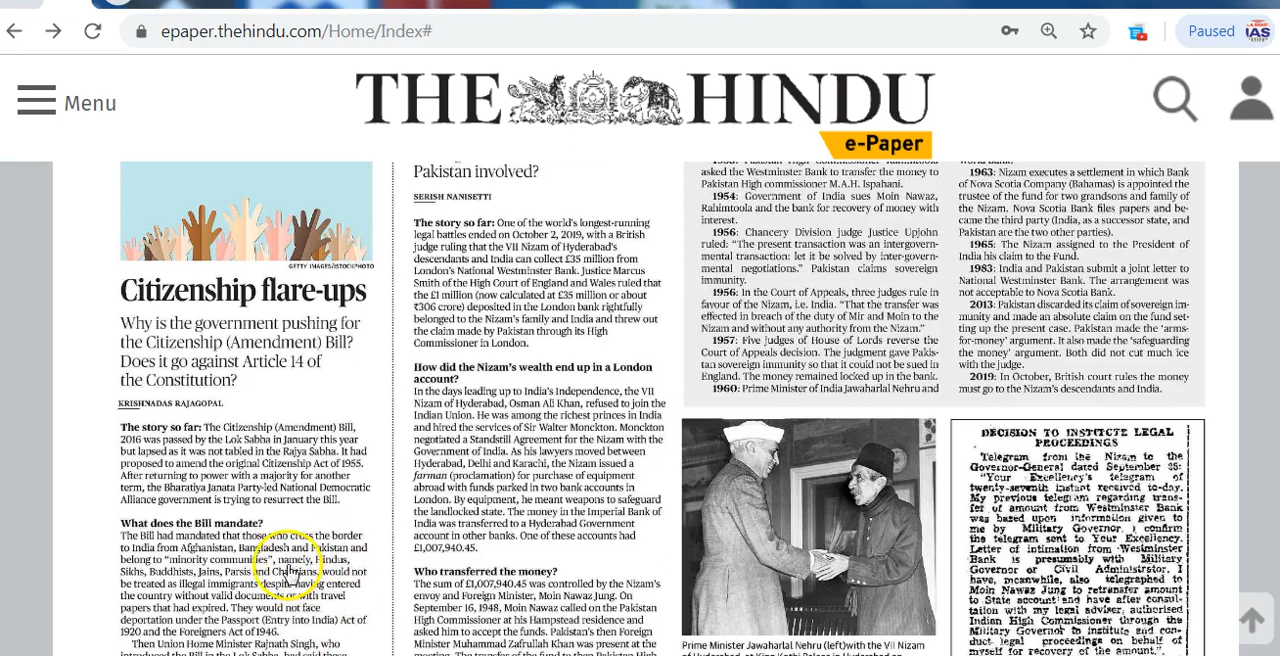 epaper.thehindu.com/Home/Index#
Paused
IAS
Menu
THE HINDU
e-Paper
GETTY IMAGES/ISTOCKPHOTO
Citizenship flare-ups
Why is the government pushing for
the Citizenship (Amendment) Bill?
Does it go against Article 14 of
the Constitution?
KRISHNADAS RAJAGOPAL
The story so far: The Citizenship (Amendment) Bill,
2016 was passed by the Lok Sabha in January this year
but lapsed as it was not tabled in the Rajya Sabha. It had
proposed to amend the original Citizenship Act of 1955.
After returning to power with a majority for another
term, the Bharatiya Janata Party-led National Democratic
Alliance government is trying to resurrect the Bill.
What does the Bill mandate?
The Bill had mandated that those who cross the border
to India from Afghanistan, Bangladesh and Pakistan and
belong to “minority communities”, namely, Hindus,
Sikhs, Buddhists, Jains, Parsis and Christians, would not
be treated as illegal immigrants despite having entered
the country without valid documents or with travel
papers that had expired. They would not face
deportation under the Passport (Entry into India) Act of
1920 and the Foreigners Act of 1946.
Then Union Home Minister Rajnath Singh, who
introduced the Bill in the Lok Sabha, had said those
Pakistan involved?
SERISH NANISETTI
The story so far: One of the world's longest-running
legal battles ended on October 2, 2019, with a British
judge ruling that the VII Nizam of Hyderabad's
descendants and India can collect £35 million from
London's National Westminster Bank. Justice Marcus
Smith of the High Court of England and Wales ruled that
the £1 million (now calculated at £35 million or about
₹306 crore) deposited in the London bank rightfully
belonged to the Nizam's family and India and threw out
the claim made by Pakistan through its High
Commissioner in London.
How did the Nizam's wealth end up in a London
account?
In the days leading up to India's Independence, the VII
Nizam of Hyderabad, Osman Ali Khan, refused to join the
Indian Union. He was among the richest princes in India
and hired the services of Sir Walter Monckton. Monckton
negotiated a Standstill Agreement for the Nizam with the
Government of India. As his lawyers moved between
Hyderabad, Delhi and Karachi, the Nizam issued a
farman (proclamation) for purchase of equipment
abroad with funds parked in two bank accounts in
London. By equipment, he meant weapons to safeguard
the landlocked state. The money in the Imperial Bank of
India was transferred to a Hyderabad Government
account in other banks. One of these accounts had
£1,007,940.45.
Who transferred the money?
The sum of £1,007,940.45 was controlled by the Nizam's
envoy and Foreign Minister, Moin Nawaz Jung. On
September 16, 1948, Moin Nawaz called on the Pakistan
High Commissioner at his Hampstead residence and
asked him to accept the funds. Pakistan's then Foreign
Minister Muhammad Zafrullah Khan was present at the
meeting. The transfer of the fund to then Pakistan High
asked the Westminster Bank to transfer the money to
Pakistan High commissioner M.A.H. Ispahani.
1954: Government of India sues Moin Nawaz,
Rahimtoola and the bank for recovery of money with
interest.
1956: Chancery Division judge Justice Upjohn
ruled: “The present transaction was an intergovern-
mental transaction: let it be solved by inter-govern-
mental negotiations.” Pakistan claims sovereign
immunity.
1956: In the Court of Appeals, three judges rule in
favour of the Nizam, i.e. India. “That the transfer was
effected in breach of the duty of Mir and Moin to the
Nizam and without any authority from the Nizam.”
1957: Five judges of House of Lords reverse the
Court of Appeals decision. The judgment gave Pakis-
tan sovereign immunity so that it could not be sued in
England. The money remained locked up in the bank.
1960: Prime Minister of India Jawaharlal Nehru and
1963: Nizam executes a settlement in which Bank
of Nova Scotia Company (Bahamas) is appointed the
trustee of the fund for two grandsons and family of
the Nizam. Nova Scotia Bank files papers and be-
came the third party (India, as a successor state, and
Pakistan are the two other parties).
1965: The Nizam assigned to the President of
India his claim to the Fund.
1983: India and Pakistan submit a joint letter to
National Westminster Bank. The arrangement was
not acceptable to Nova Scotia Bank.
2013: Pakistan discarded its claim of sovereign im-
munity and made an absolute claim on the fund set-
ting up the present case. Pakistan made the ‘arms-
for-money’ argument. It also made the ‘safeguarding
the money’ argument. Both did not cut much ice
with the judge.
2019: In October, British court rules the money
must go to the Nizam's descendants and India.
Prime Minister Jawaharlal Nehru (left)with the VII Nizam
DECISION TO INSTITUTE LEGAL
PROCEEDINGS
Telegram from the Nizam to the
Governor-General dated September 28:
"Your Excellency's telegram of
twenty-seventh instant received to-day.
My previous telegram regarding trans-
fer of amount from Westminster Bank
was based upon information given to
me by Military Governor. I confirm
the telegram sent to Your Excellency.
Letter of intimation from Westminster
Bank is presumably with Military
Governor or Civil Administrator. I
have, meanwhile, also telegraphed to
Moin Nawaz Jung to retransfer amount
to State account and have after consul-
tation with my legal adviser, authorised
Indian High Commissioner through the
Military Governor to institute and con-
duct legal proceedings on behalf of
myself for recovery of the amount.".